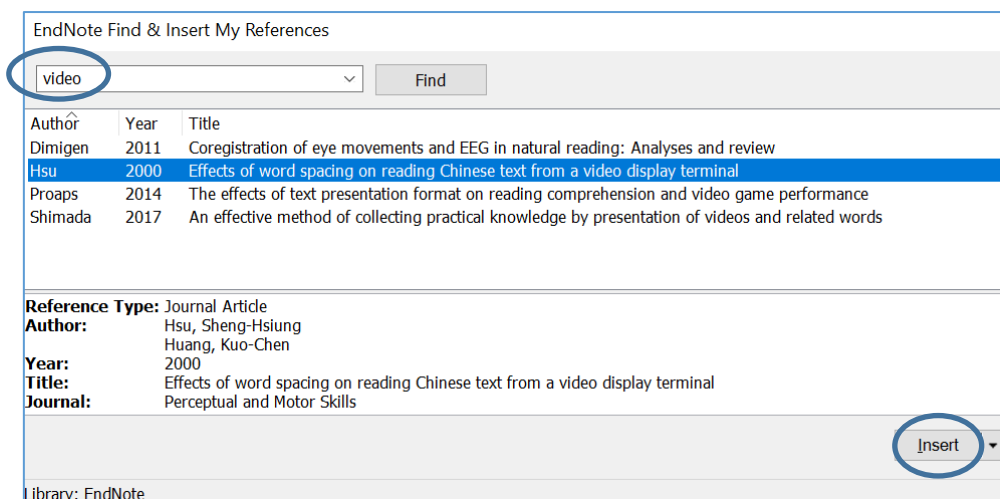 EndNote Find & Insert My References
video Find
Author Year Title
Dimigen 2011 Coregistration of eye movements and EEG in natural reading: Analyses and review
Hsu 2000 Effects of word spacing on reading Chinese text from a video display terminal
Proaps 2014 The effects of text presentation format on reading comprehension and video game performance
Shimada 2017 An effective method of collecting practical knowledge by presentation of videos and related words
Reference Type: Journal Article
Author: Hsu, Sheng-Hsiung
Huang, Kuo-Chen
Year: 2000
Title: Effects of word spacing on reading Chinese text from a video display terminal
Journal: Perceptual and Motor Skills
Insert
Library: EndNote